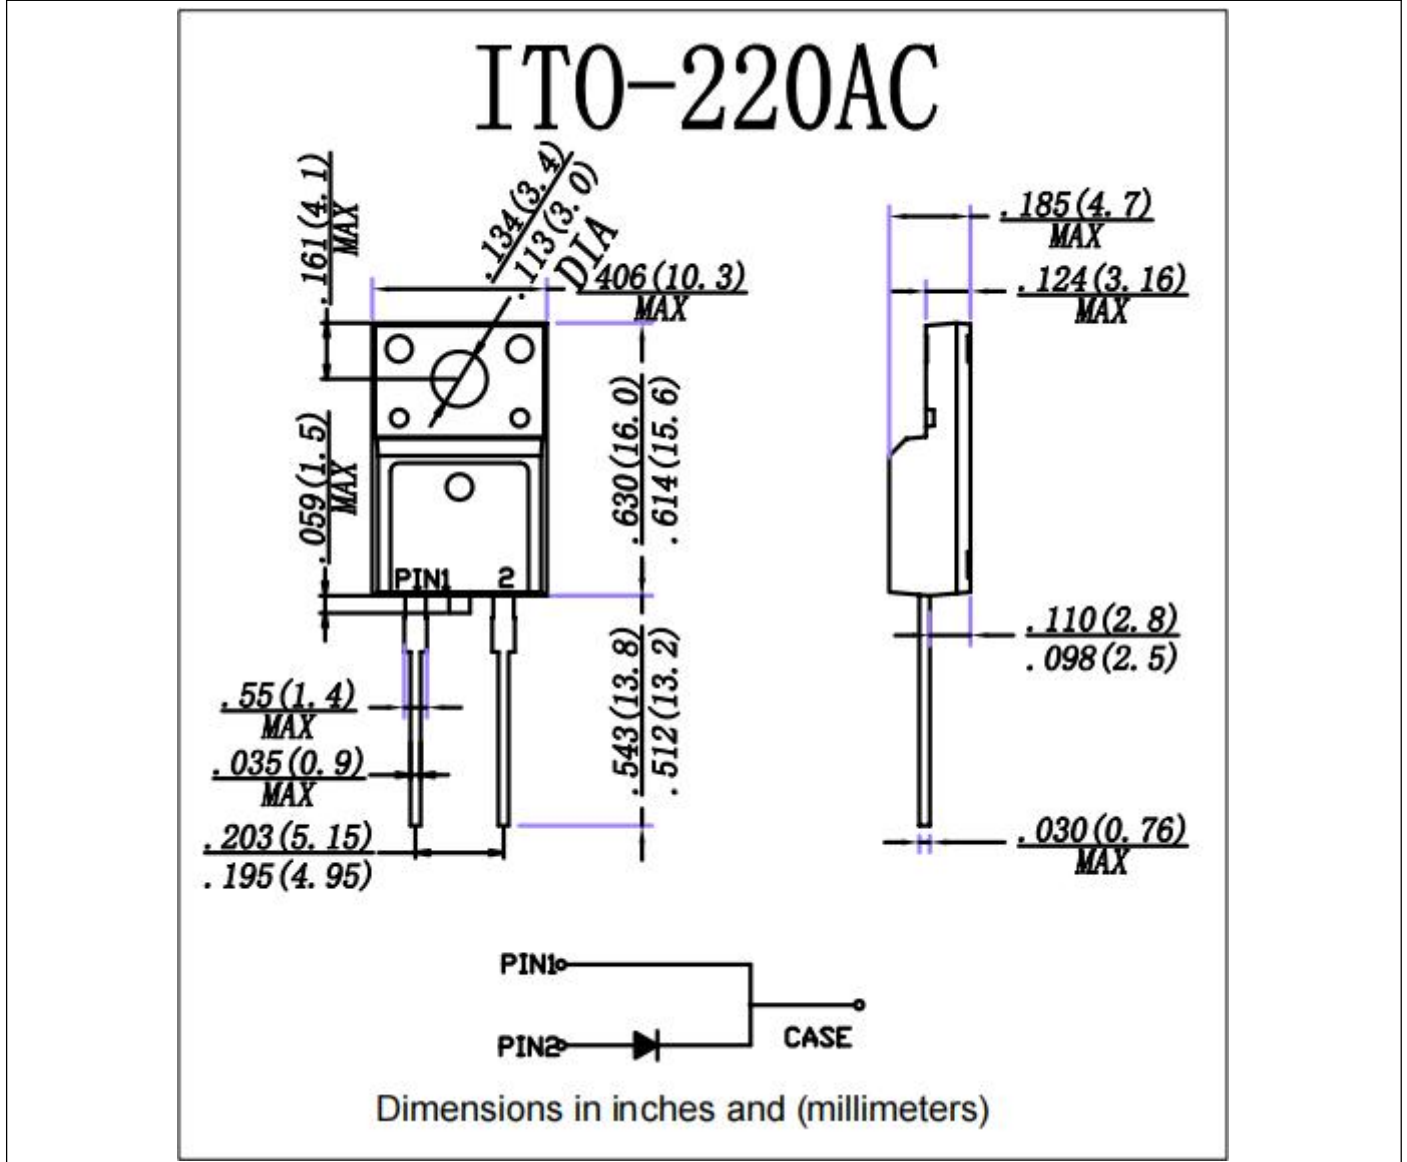 ITO-220AC
.161(4.1)
MAX
.134(3.4)
.113(3.0)
DIA
.406(10.3)
MAX
.185(4.7)
MAX
.124(3.16)
MAX
.059(1.5)
MAX
.630(16.0)
.614(15.6)
PIN1 2
.110(2.8)
.098(2.5)
.55(1.4)
MAX
.035(0.9)
MAX
.543(13.8)
.512(13.2)
.203(5.15)
.195(4.95)
.030(0.76)
MAX
PIN1
PIN2
CASE
Dimensions in inches and (millimeters)